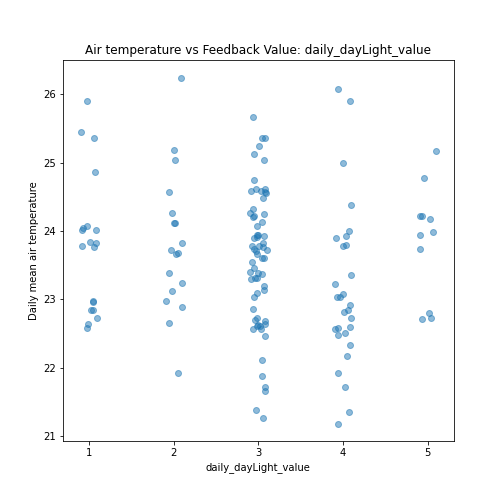 Air temperature vs Feedback Value: daily_dayLight_value
26
25
24
23
22
21
Daily mean air temperature
1 2 3 4 5
daily_dayLight_value